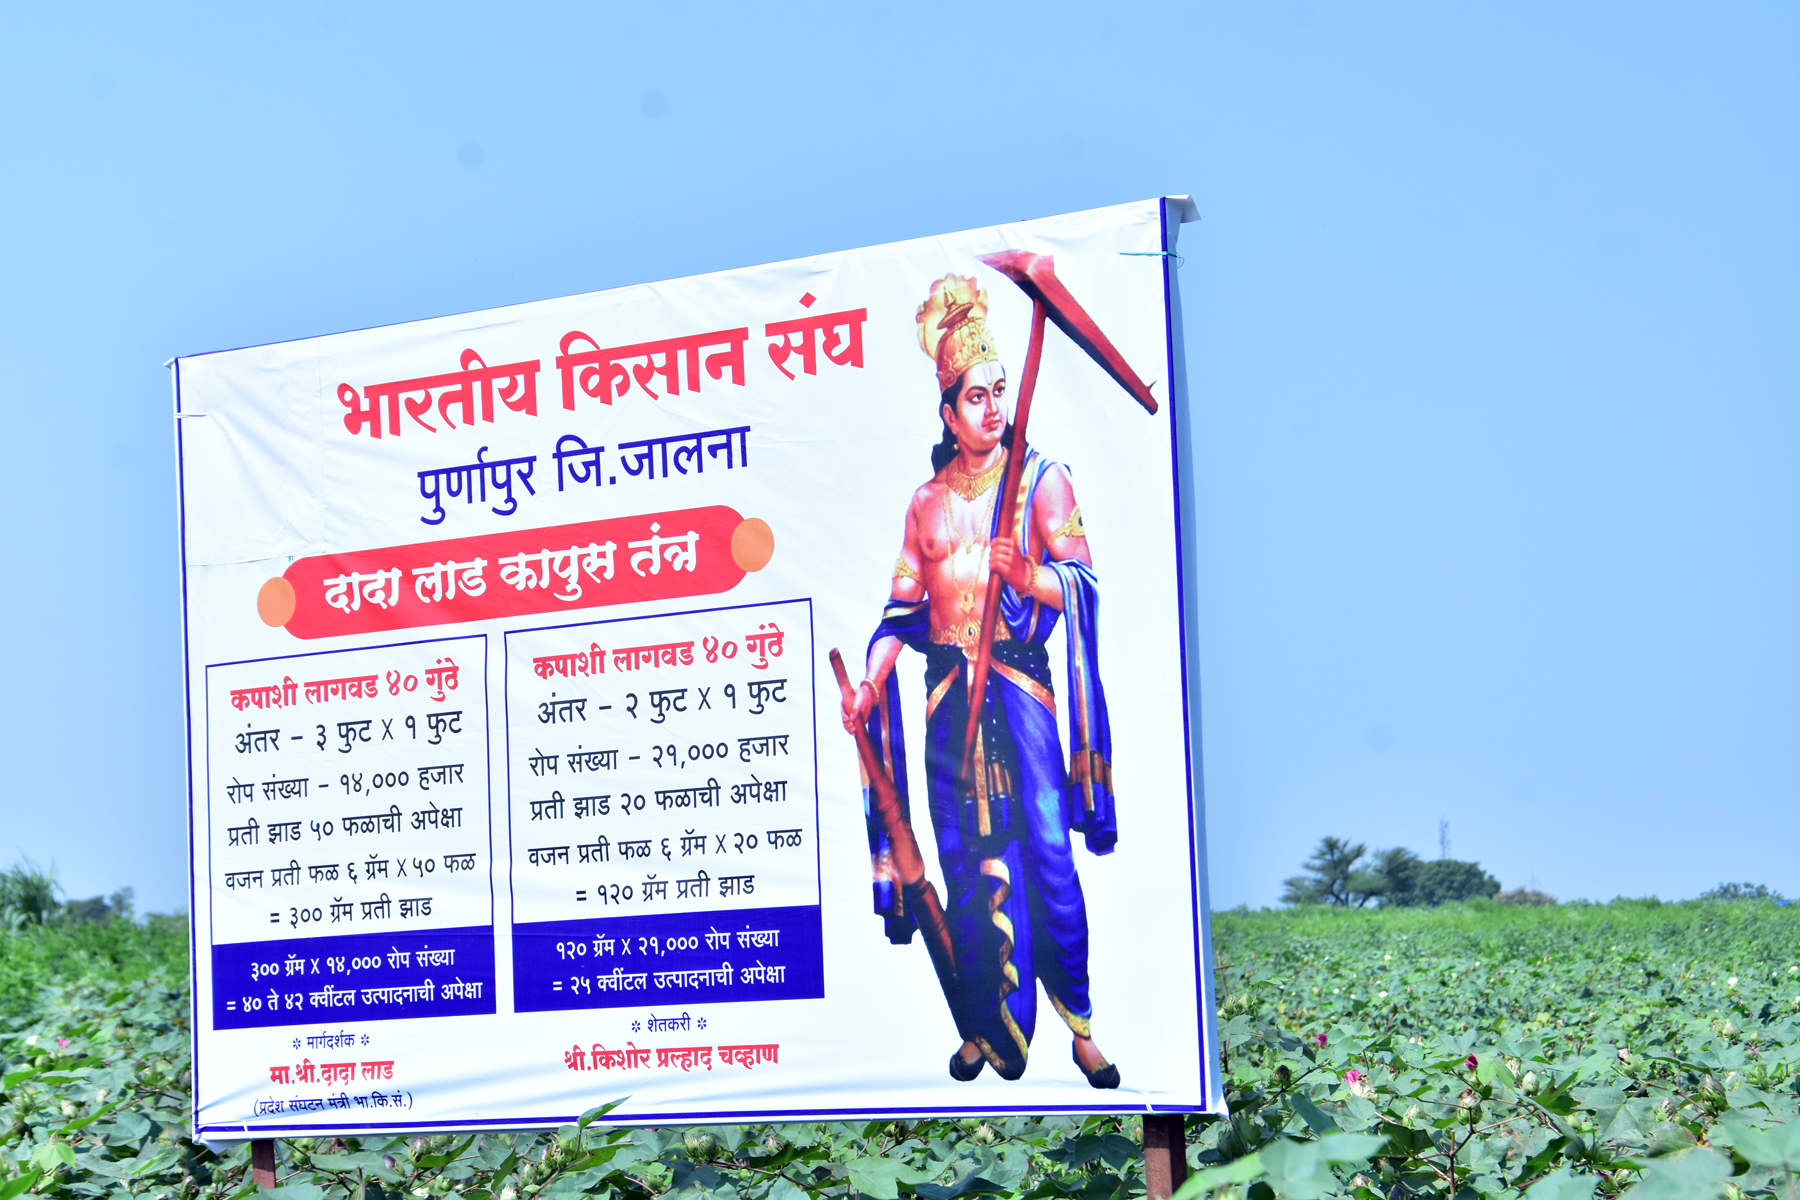 भारतीय किसान संघ
पुर्णापुर जि.जालना
दादा लाड कापुस तंत्र
कपाशी लागवड ४० गुंठे
अंतर - ३ फुट X १ फुट
रोप संख्या - १४,००० हजार
प्रती झाड ५० फळाची अपेक्षा
वजन प्रती फळ ६ ग्रॅम X ५० फळ
= ३०० ग्रॅम प्रती झाड
३०० ग्रॅम X १४,००० रोप संख्या
= ४० ते ४२ क्वींटल उत्पादनाची अपेक्षा
कपाशी लागवड ४० गुंठे
अंतर - २ फुट X १ फुट
रोप संख्या - २१,००० हजार
प्रती झाड २० फळाची अपेक्षा
वजन प्रती फळ ६ ग्रॅम X २० फळ
= १२० ग्रॅम प्रती झाड
१२० ग्रॅम X २१,००० रोप संख्या
= २५ क्वींटल उत्पादनाची अपेक्षा
* मार्गदर्शक *
मा.श्री.दादा लाड
(प्रदेश संघटन मंत्री भा.कि.सं.)
* शेतकरी *
श्री.किशोर प्रल्हाद चव्हाण